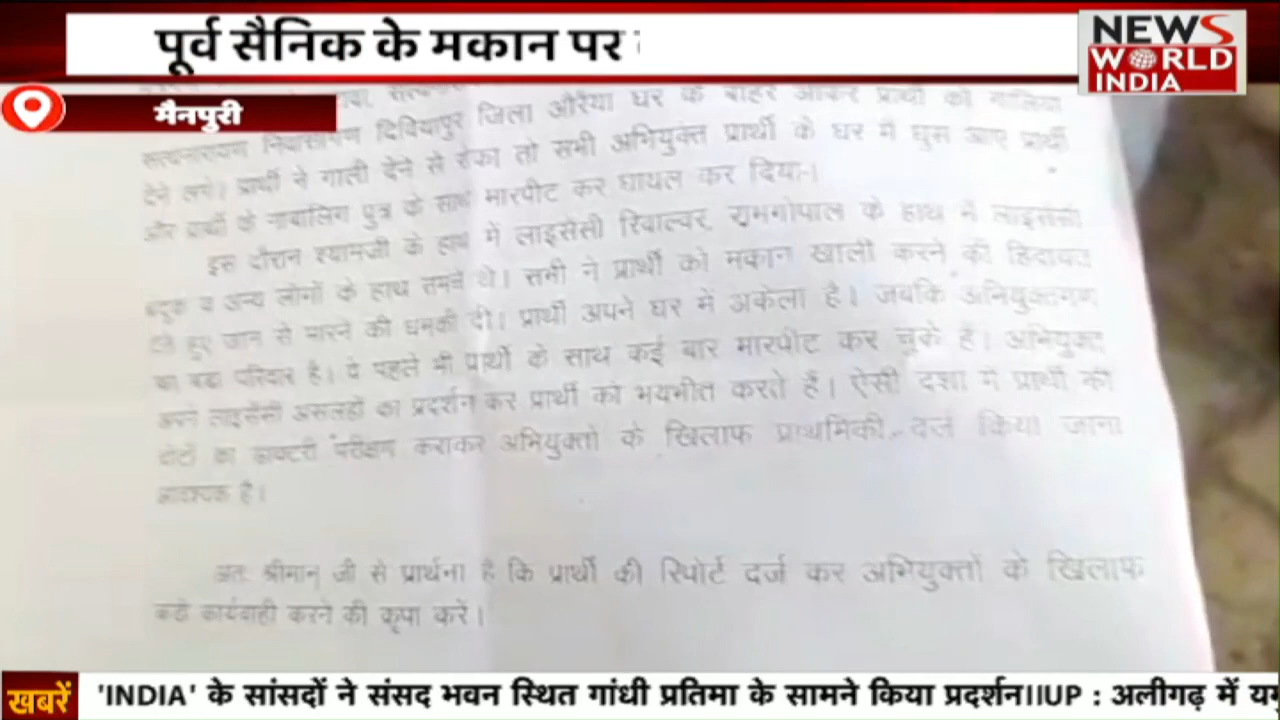 पूर्व सैनिक के मकान पर
NEWS
WORLD
INDIA
मैनपुरी
सत्यनारायण निवासीगण दिबियापुर जिला औरैया घर के बाहर आकर प्रार्थी को गालियां
देने लगे। प्रार्थी ने गाली देने से रोका तो सभी अभियुक्त प्रार्थी के घर में घुस आए प्रार्थी
और प्रार्थी के नाबालिग पुत्र के साथ मारपीट कर घायल कर दिया।
इस दौरान श्यामजी के हाथ में लाइसेंसी रिवाल्वर, रामगोपाल के हाथ में लाइसेंसी
बंदूक व अन्य लोगों के हाथ तमंचे थे। सभी ने प्रार्थी को मकान खाली करने की हिदायत
हुए जान से मारने की धमकी दी। प्रार्थी अपने घर में अकेला है। जबकि अभियुक्तगण
का बडा परिवार है। ये पहले भी प्रार्थी के साथ कई बार मारपीट कर चुके हैं। अभियुक्त
अपने लाइसेंसी असलहों का प्रदर्शन कर प्रार्थी को भयभीत करते हैं। ऐसी दशा में प्रार्थी की
चोटों का डाक्टरी परीक्षण कराकर अभियुक्तों के खिलाफ प्राथमिकी दर्ज किया जाना
आवश्यक है।
अतः श्रीमान् जी से प्रार्थना है कि प्रार्थी की रिपोर्ट दर्ज कर अभियुक्तों के खिलाफ
कडी कार्यवाही करने की कृपा करें।
खबरें
'INDIA' के सांसदों ने संसद भवन स्थित गांधी प्रतिमा के सामने किया प्रदर्शन।।UP : अलीगढ़ में